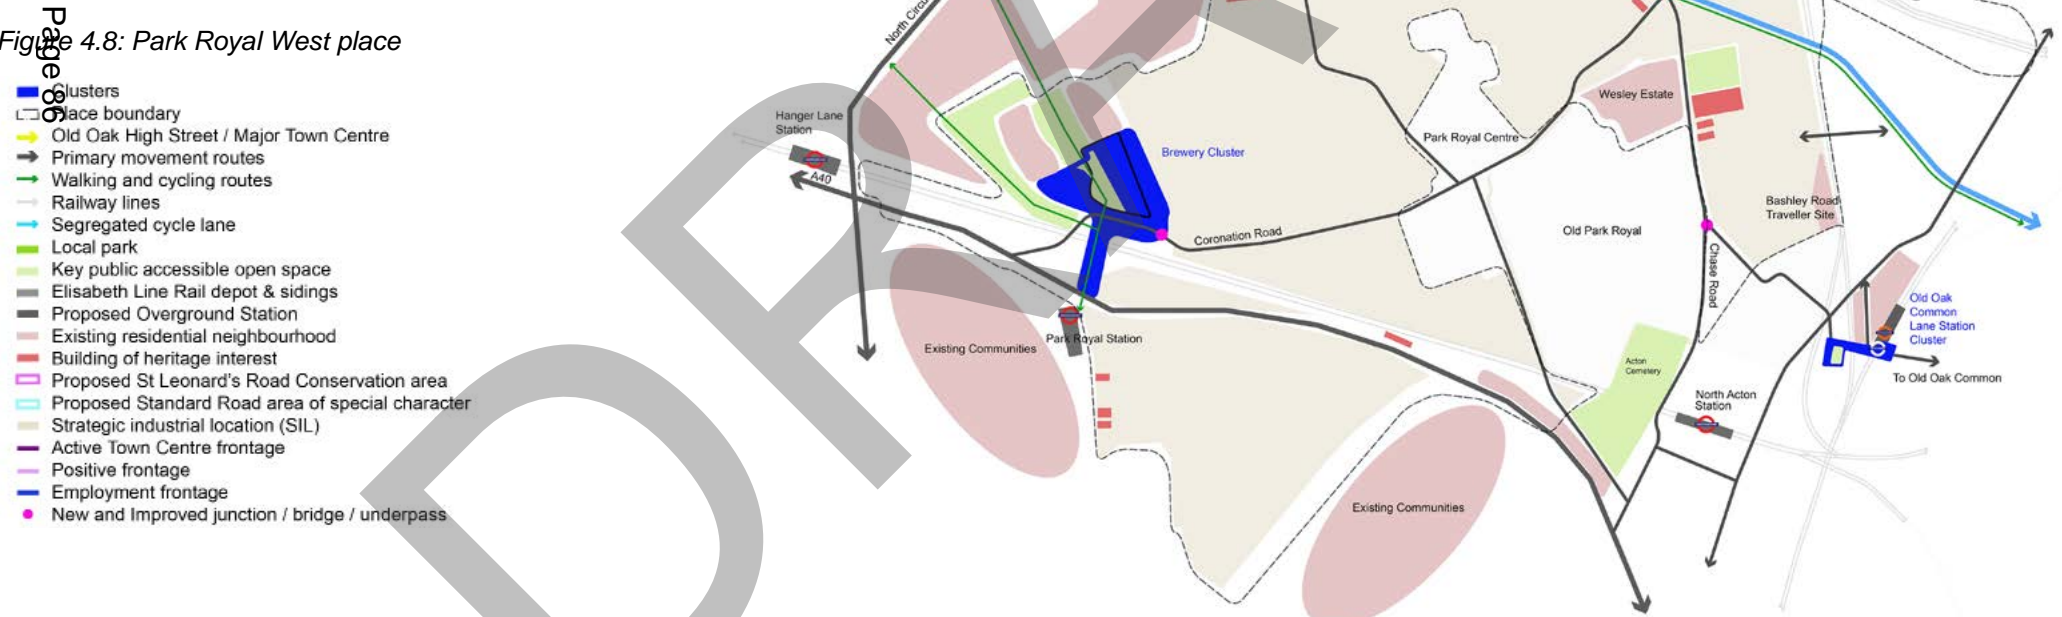 Page 86
Figure 4.8: Park Royal West place
Clusters
Place boundary
Old Oak High Street / Major Town Centre
Primary movement routes
Walking and cycling routes
Railway lines
Segregated cycle lane
Local park
Key public accessible open space
Elisabeth Line Rail depot & sidings
Proposed Overground Station
Existing residential neighbourhood
Building of heritage interest
Proposed St Leonard's Road Conservation area
Proposed Standard Road area of special character
Strategic industrial location (SIL)
Active Town Centre frontage
Positive frontage
Employment frontage
New and Improved junction / bridge / underpass
North Circu
Hanger Lane
Station
A40
Brewery Cluster
Coronation Road
Park Royal Station
Existing Communities
Existing Communities
Park Royal Centre
Wesley Estate
Old Park Royal
Bashley Road
Traveller Site
Chase Road
Acton
Cemetery
North Acton
Station
Old Oak
Common
Lane Station
Cluster
To Old Oak Common